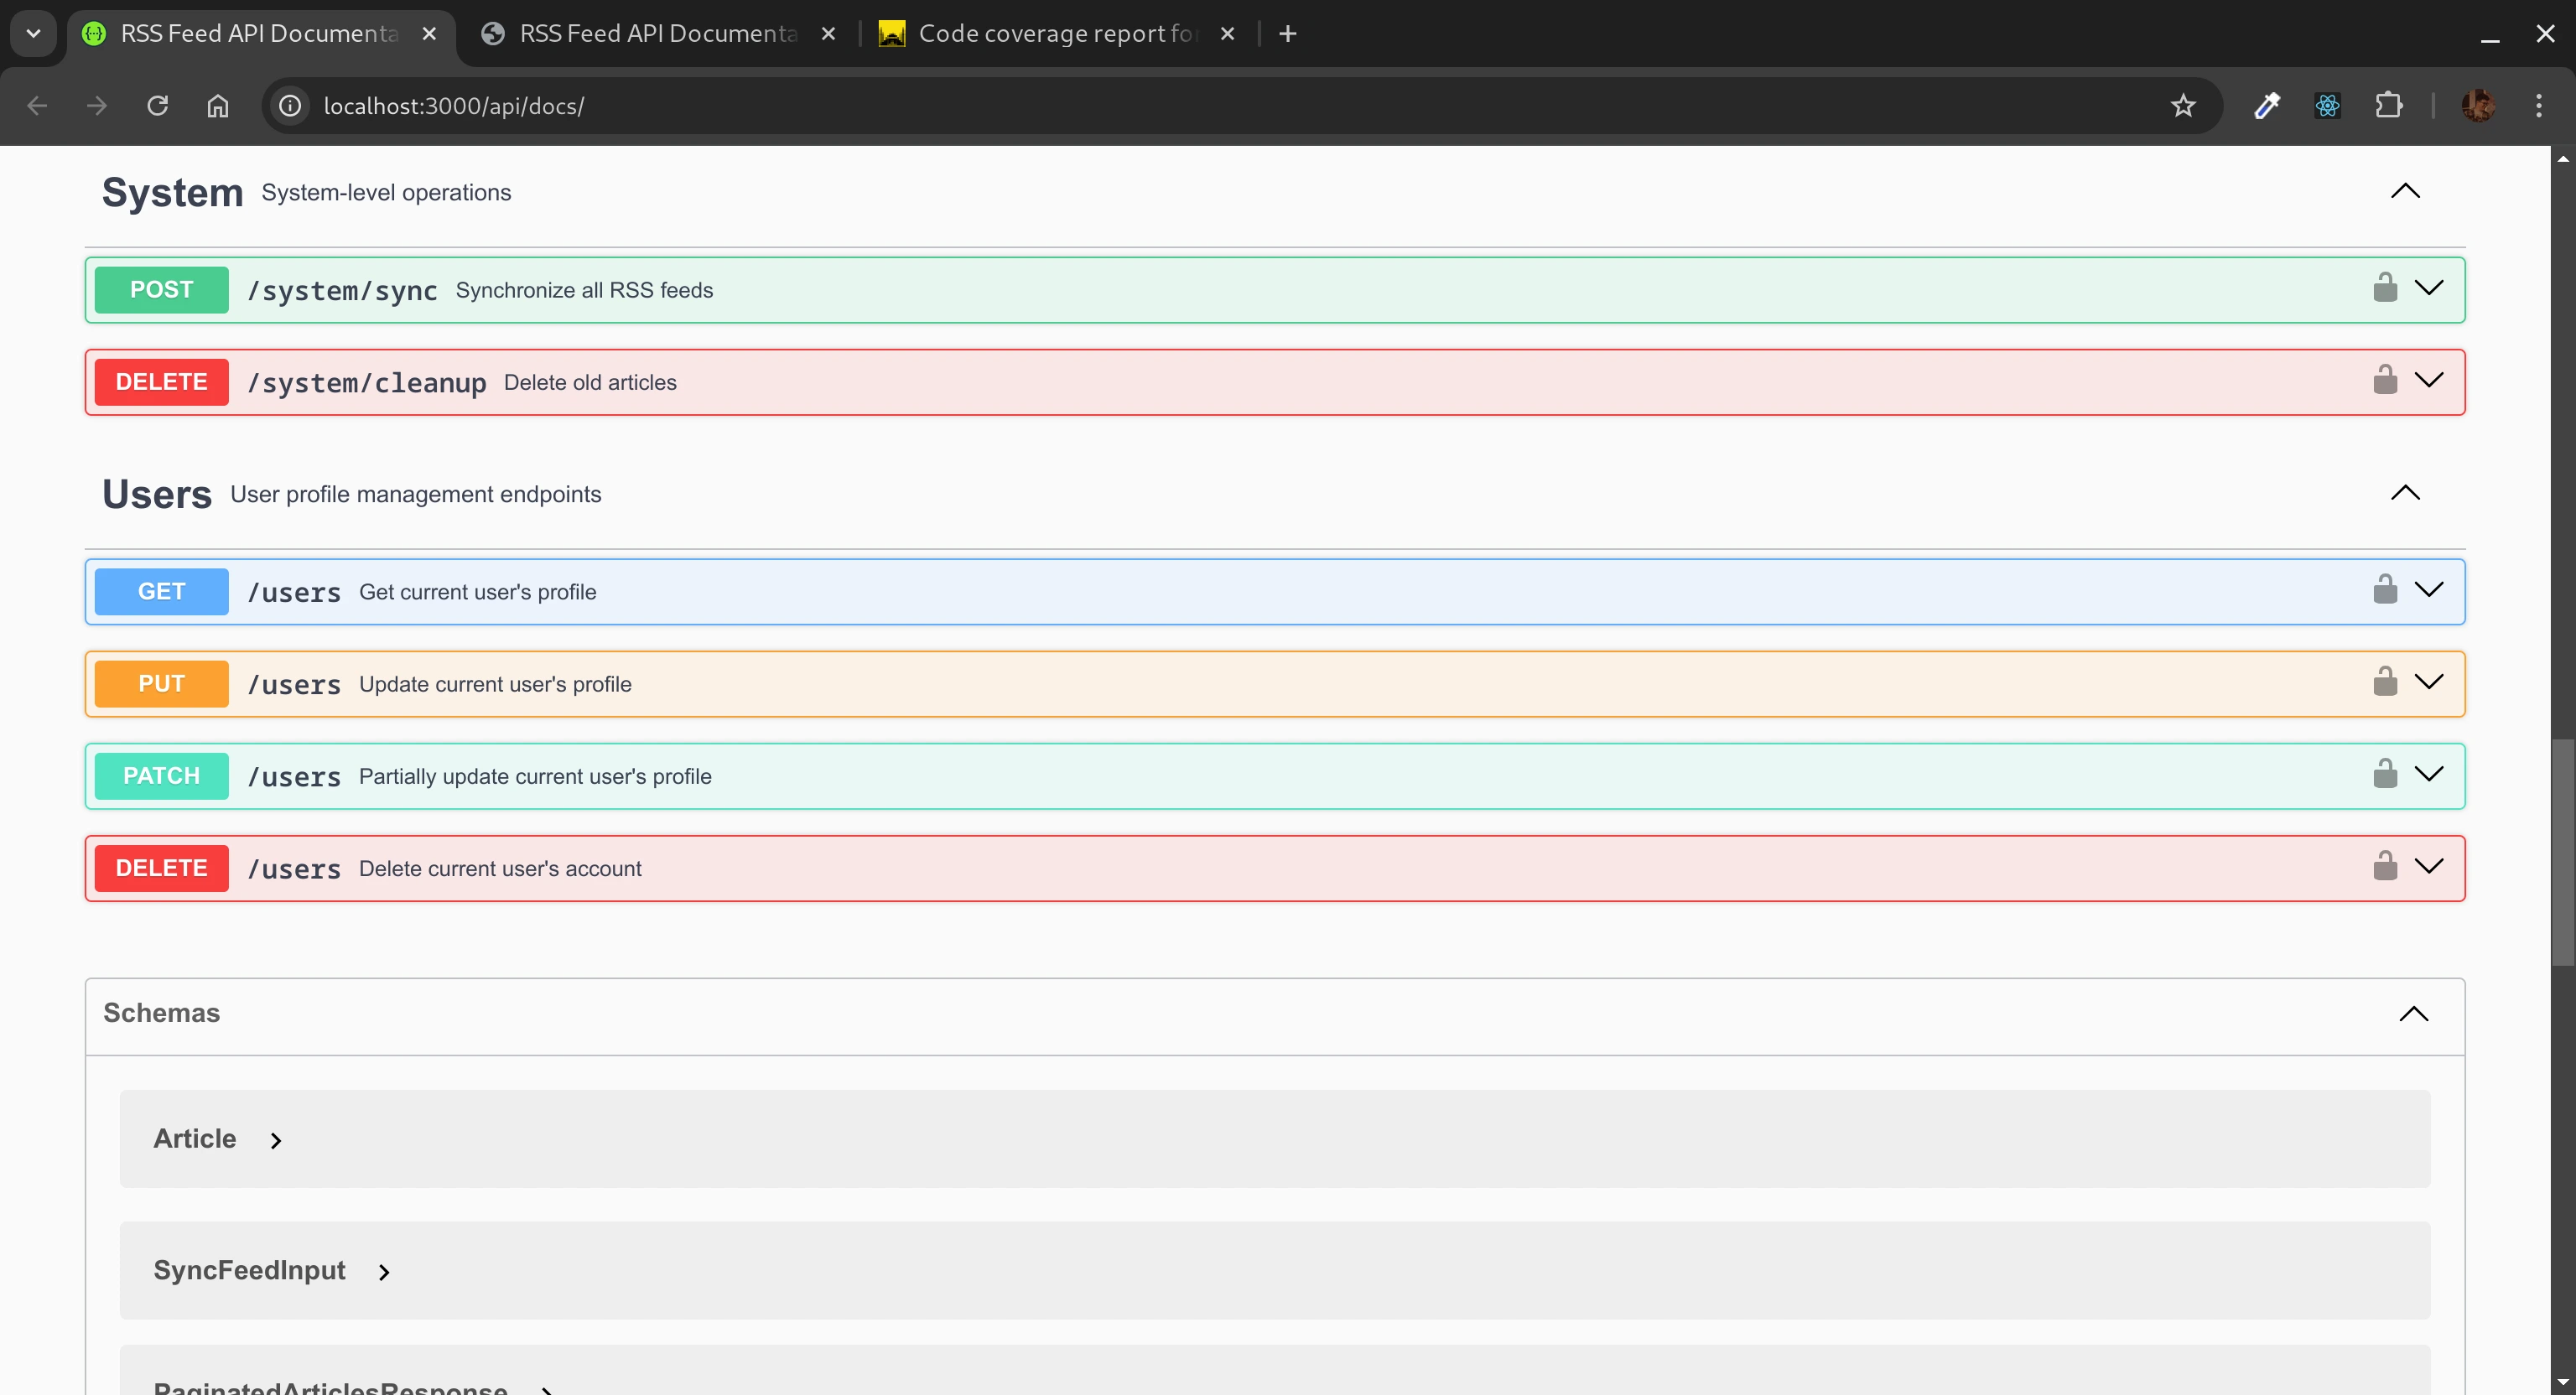 RSS Feed API Documenta
RSS Feed API Documenta
Code coverage report for
localhost:3000/api/docs/
System System-level operations
POST /system/sync Synchronize all RSS feeds
DELETE /system/cleanup Delete old articles
Users User profile management endpoints
GET /users Get current user's profile
PUT /users Update current user's profile
PATCH /users Partially update current user's profile
DELETE /users Delete current user's account
Schemas
Article
SyncFeedInput
PaginatedArticlesResponse